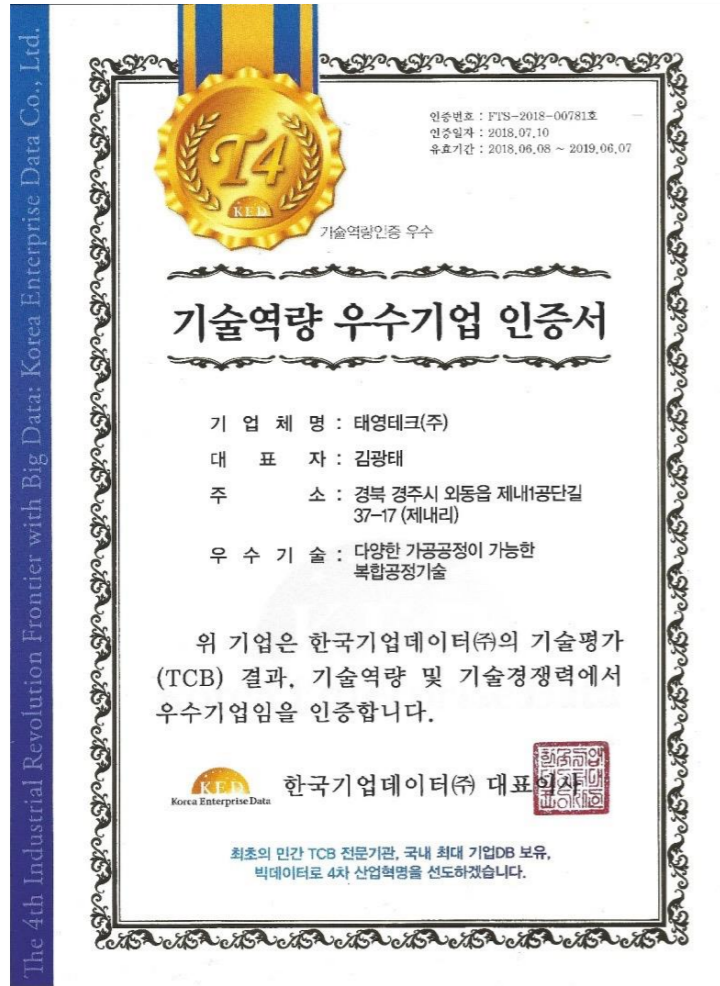 The 4th Industrial Revolution Frontier with Big Data: Korea Enterprise Data Co., Ltd.
인증번호 : FTS-2018-00781호
인증일자 : 2018.07.10
유효기간 : 2018.06.08 ~ 2019.06.07
T4
KED
기술역량인증 우수
기술역량 우수기업 인증서
기 업 체 명 : 태영테크(주)
대 표 자 : 김광태
주 소 : 경북 경주시 외동읍 제내1공단길
37-17 (제내리)
우 수 기 술 : 다양한 가공공정이 가능한
복합공정기술
위 기업은 한국기업데이터㈜의 기술평가
(TCB) 결과, 기술역량 및 기술경쟁력에서
우수기업임을 인증합니다.
KED
Korea Enterprise Data
한국기업데이터㈜ 대표이사
최초의 민간 TCB 전문기관, 국내 최대 기업DB 보유,
빅데이터로 4차 산업혁명을 선도하겠습니다.